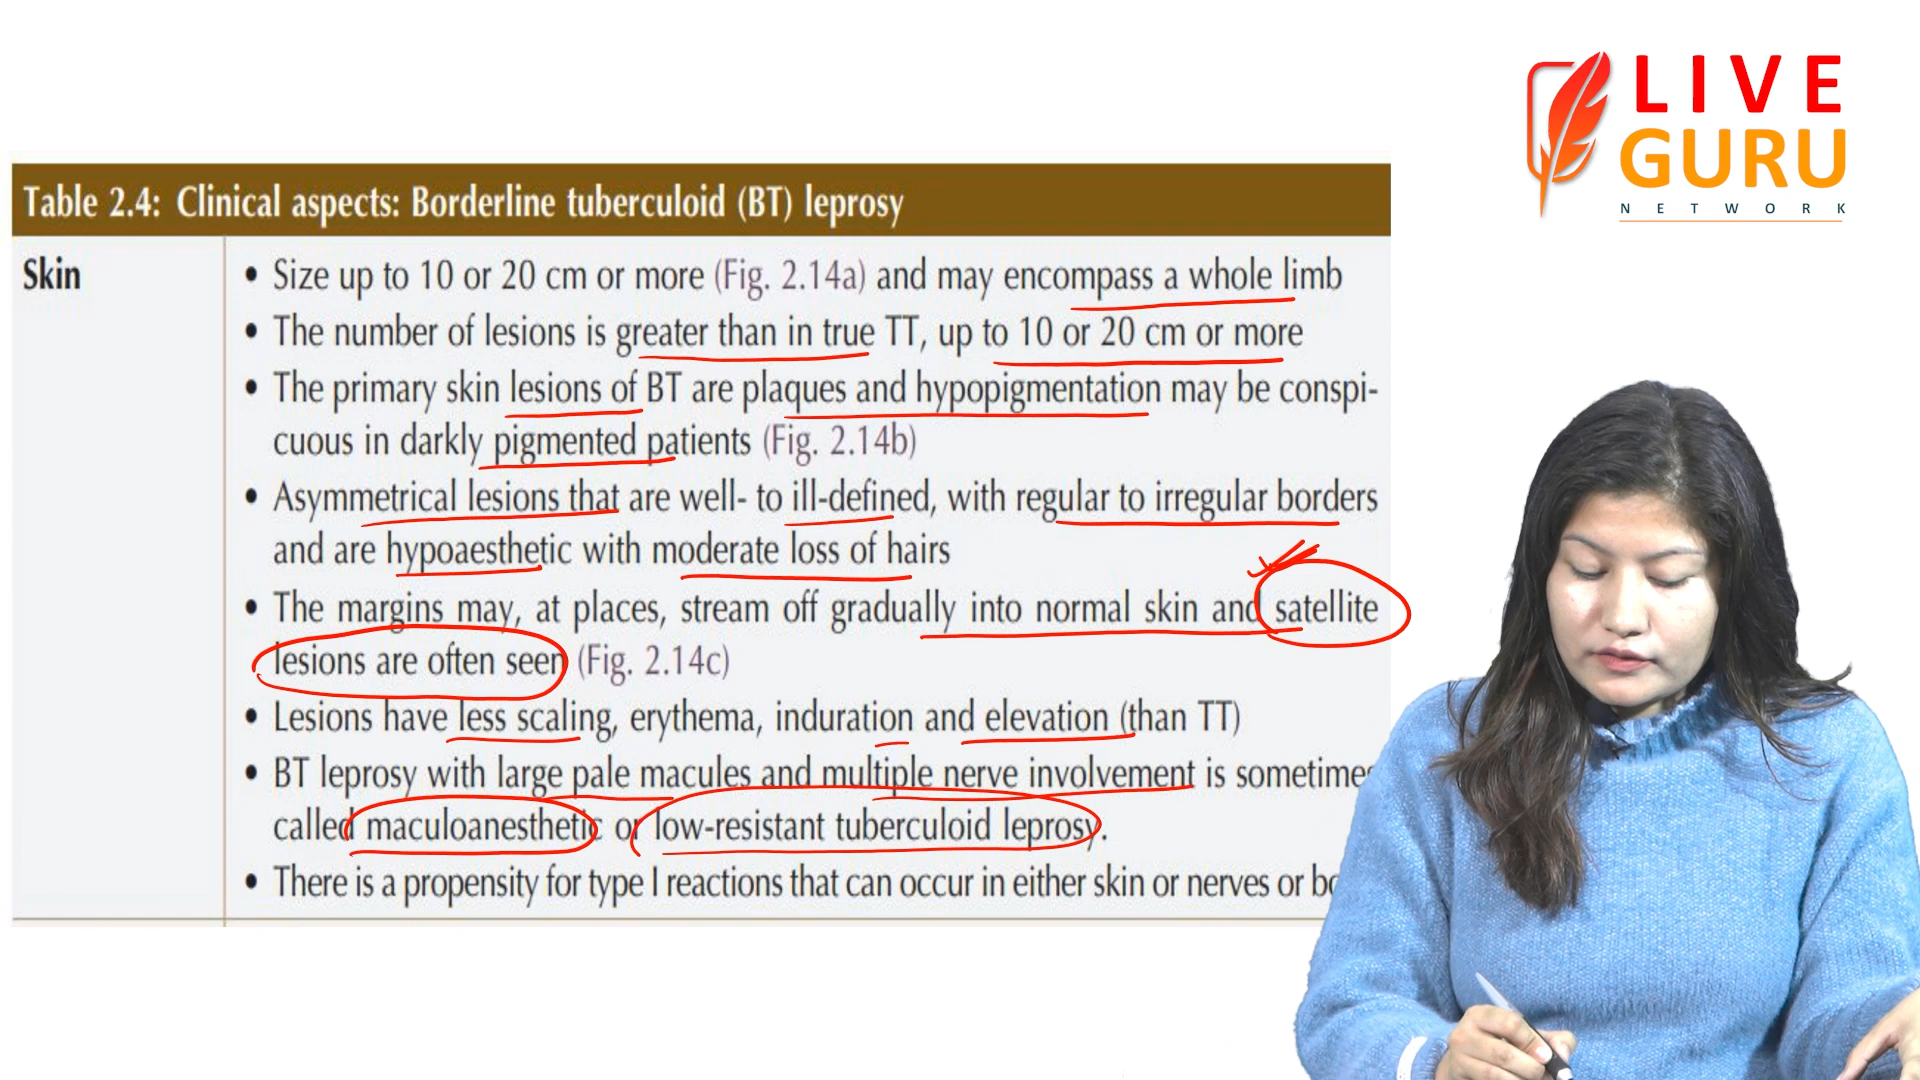 LIVE
GURU
NETWORK
Table 2.4: Clinical aspects: Borderline tuberculoid (BT) leprosy
Skin
• Size up to 10 or 20 cm or more (Fig. 2.14a) and may encompass a whole limb
• The number of lesions is greater than in true TT, up to 10 or 20 cm or more
• The primary skin lesions of BT are plaques and hypopigmentation may be conspi-
cuous in darkly pigmented patients (Fig. 2.14b)
• Asymmetrical lesions that are well- to ill-defined, with regular to irregular borders
and are hypoaesthetic with moderate loss of hairs
• The margins may, at places, stream off gradually into normal skin and satellite
lesions are often seen (Fig. 2.14c)
• Lesions have less scaling, erythema, induration and elevation (than TT)
• BT leprosy with large pale macules and multiple nerve involvement is sometimes
called maculoanesthetic or low-resistant tuberculoid leprosy.
• There is a propensity for type I reactions that can occur in either skin or nerves or